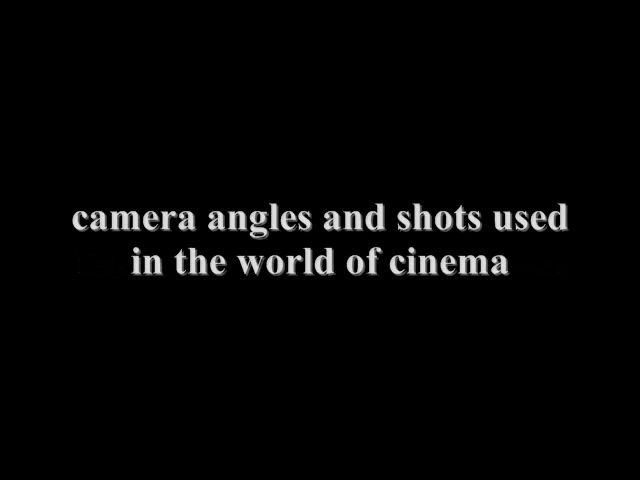 camera angles and shots used
in the world of cinema